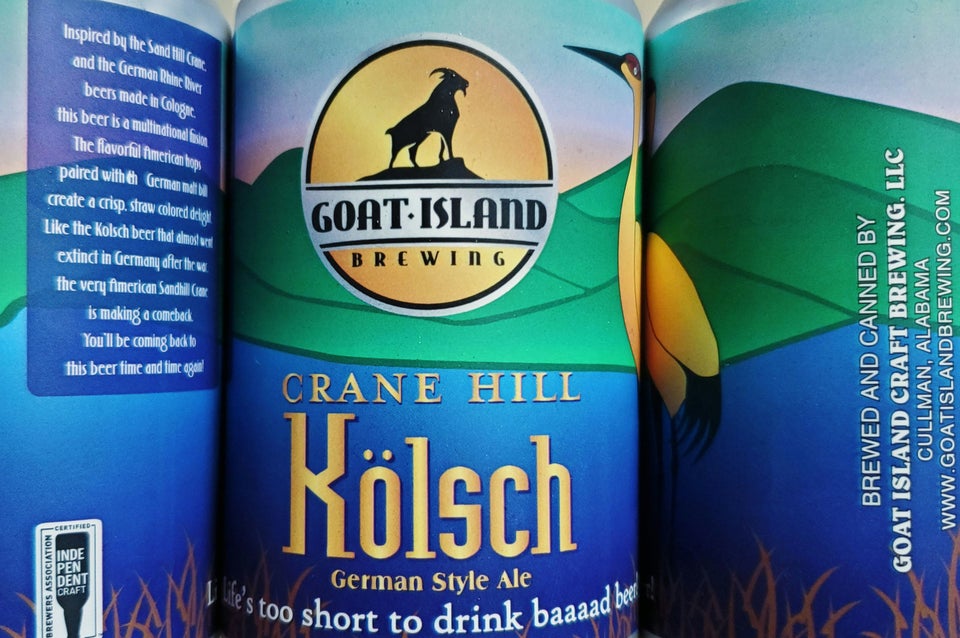 Inspired by the Sand Hill Crane,
and the German Rhine River
beers made in Cologne,
this beer is a multinational fusion.
The flavorful American hops
paired with th German malt bill
create a crisp, straw colored delight.
Like the Kolsch beer that almost went
extinct in Germany after the war,
the very American Sandhill Crane
is making a comeback.
You'll be coming back to
this beer time and time again!
CERTIFIED
INDE
PEN
DENT
CRAFT
BREWERS ASSOCIATION
GOAT·ISLAND
BREWING
CRANE HILL
Kölsch
German Style Ale
Life's too short to drink baaaad beer!
BREWED AND CANNED BY
GOAT ISLAND CRAFT BREWING, LLC
CULLMAN, ALABAMA
WWW.GOATISLANDBREWING.COM